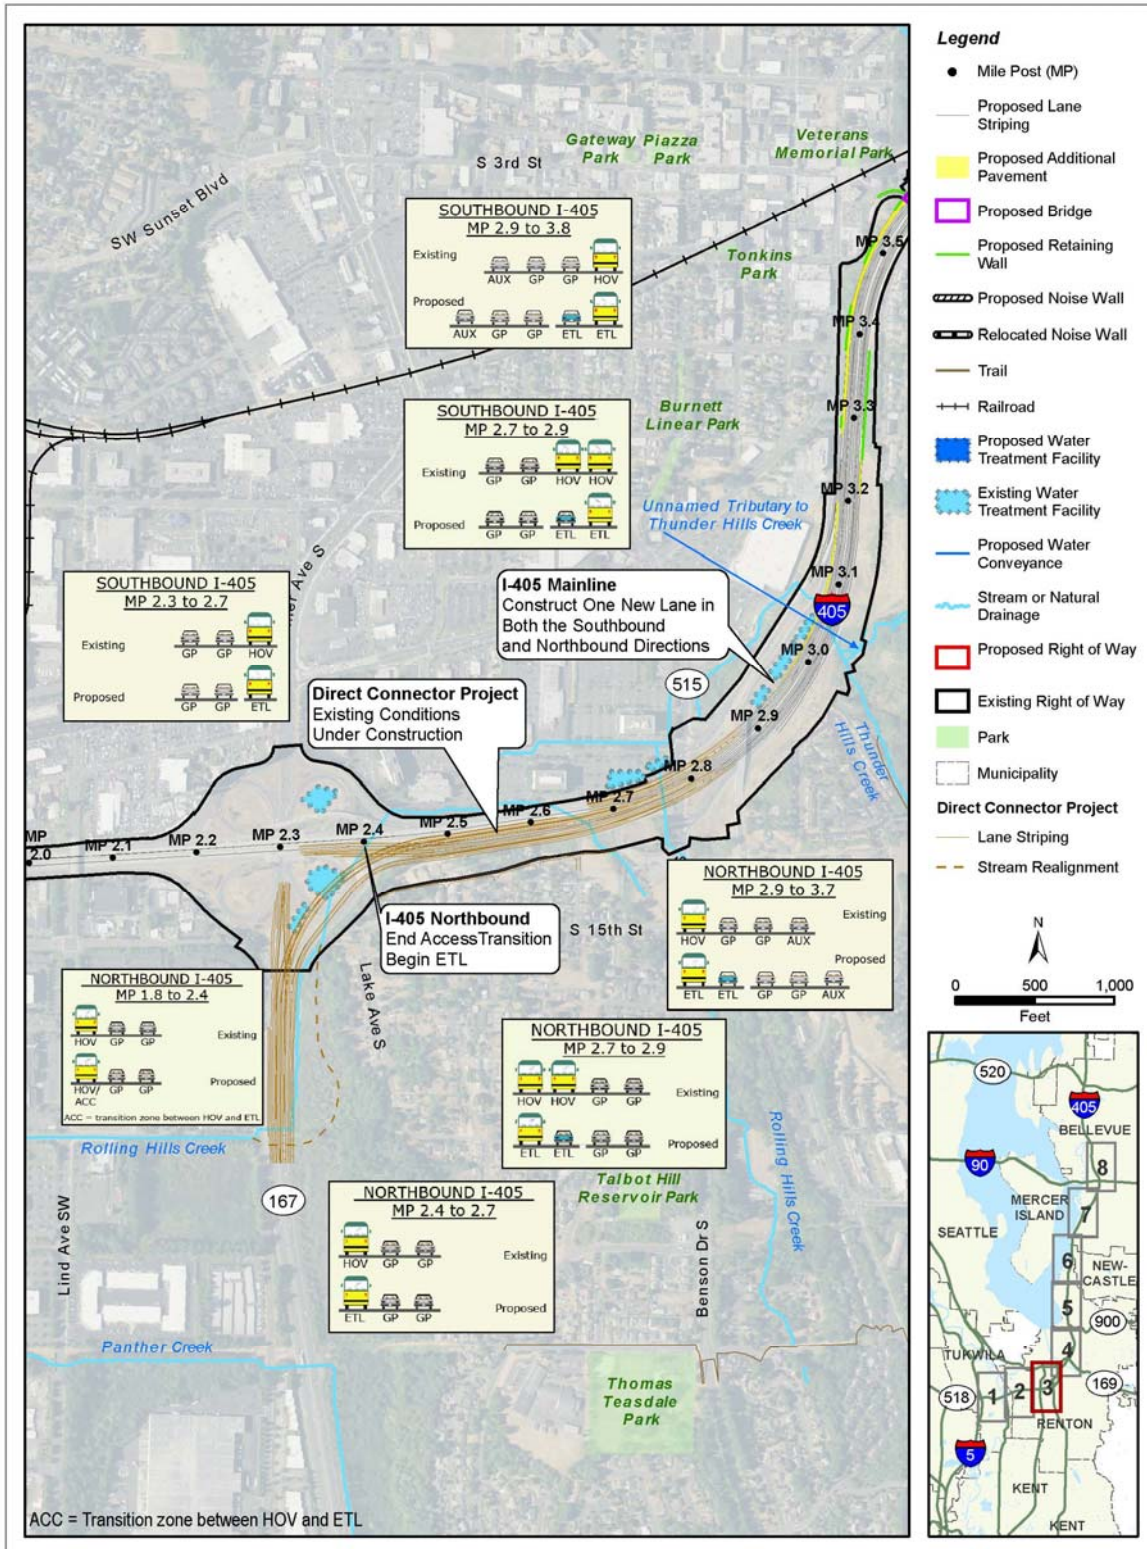 Legend
Mile Post (MP)
Proposed Lane
Striping
Proposed Additional
Pavement
Proposed Bridge
Proposed Retaining
Wall
Proposed Noise Wall
Relocated Noise Wall
Trail
Railroad
Proposed Water
Treatment Facility
Existing Water
Treatment Facility
Proposed Water
Conveyance
Stream or Natural
Drainage
Proposed Right of Way
Existing Right of Way
Park
Municipality
Direct Connector Project
Lane Striping
Stream Realignment
N
0 500 1,000
Feet
S 3rd St
Gateway Park
Piazza Park
Veterans
Memorial Park
SW Sunset Blvd
Tonkins
Park
Burnett
Linear Park
Unnamed Tributary to
Thunder Hills Creek
SOUTHBOUND I-405
MP 2.9 to 3.8
Existing
AUX GP GP HOV
Proposed
AUX GP GP ETL ETL
SOUTHBOUND I-405
MP 2.7 to 2.9
Existing
GP GP HOV HOV
Proposed
GP GP ETL ETL
SOUTHBOUND I-405
MP 2.3 to 2.7
Existing
GP GP HOV
Proposed
GP GP ETL
MP 3.5
MP 3.4
MP 3.3
MP 3.2
MP 3.1
405
MP 3.0
MP 2.9
MP 2.8
MP 2.7
MP 2.6
MP 2.5
MP 2.4
MP 2.3
MP 2.2
MP 2.1
MP
2.0
I-405 Mainline
Construct One New Lane in
Both the Southbound
and Northbound Directions
515
Direct Connector Project
Existing Conditions
Under Construction
Thunder
Hills Creek
I-405 Northbound
End AccessTransition
Begin ETL
S 15th St
Lake Ave S
NORTHBOUND I-405
MP 2.9 to 3.7
Existing
HOV GP GP AUX
Proposed
ETL ETL GP GP AUX
NORTHBOUND I-405
MP 1.8 to 2.4
Existing
HOV GP GP
Proposed
HOV/
ACC GP GP
ACC = transition zone between HOV and ETL
NORTHBOUND I-405
MP 2.7 to 2.9
Existing
HOV HOV GP GP
Proposed
ETL ETL GP GP
Rolling Hills Creek
Rolling Hills Creek
Talbot Hill
Reservoir Park
167
NORTHBOUND I-405
MP 2.4 to 2.7
Existing
HOV GP GP
Proposed
ETL GP GP
Lind Ave SW
Benson Dr S
Panther Creek
Thomas
Teasdale
Park
ACC = Transition zone between HOV and ETL
520
405
BELLEVUE
90
8
MERCER
ISLAND
7
SEATTLE
6
NEW-
CASTLE
5
900
4
TUKWILA
169
518
1
2
3
RENTON
5
KENT
KENT